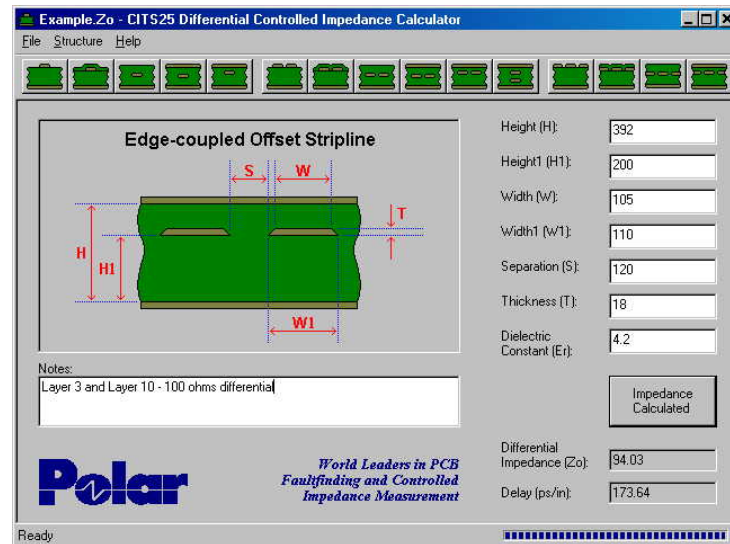 Example.Zo - CITS25 Differential Controlled Impedance Calculator
File Structure Help
Edge-coupled Offset Stripline
S W
T
H
H1
W1
Height (H): 392
Height1 (H1): 200
Width (W): 105
Width1 (W1): 110
Separation (S): 120
Thickness (T): 18
Dielectric
Constant (Er): 4.2
Notes:
Layer 3 and Layer 10 - 100 ohms differential
Impedance
Calculated
Polar
World Leaders in PCB
Faultfinding and Controlled
Impedance Measurement
Differential
Impedance (Zo): 94.03
Delay (ps/in): 173.64
Ready